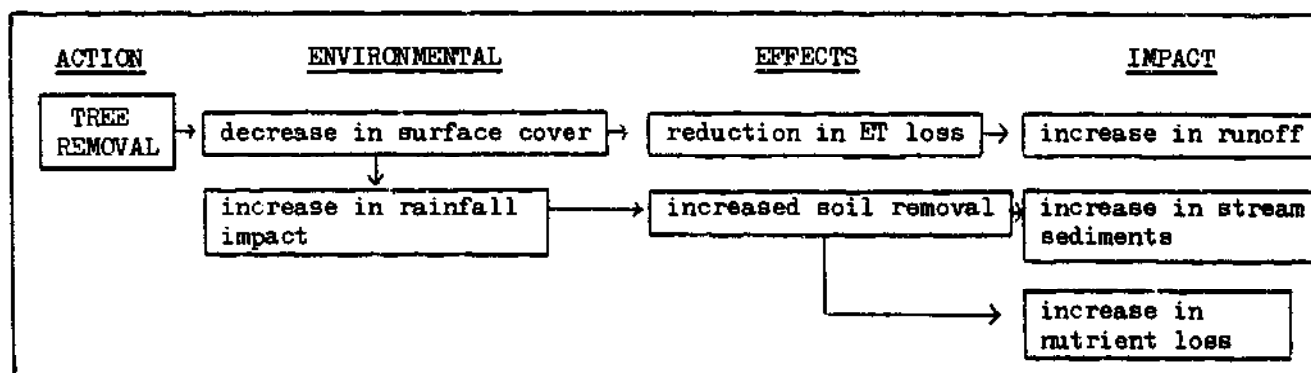 ACTION ENVIRONMENTAL EFFECTS IMPACT
TREE
REMOVAL
decrease in surface cover
reduction in ET loss
increase in runoff
increase in rainfall
impact
increased soil removal
increase in stream
sediments
increase in
nutrient loss